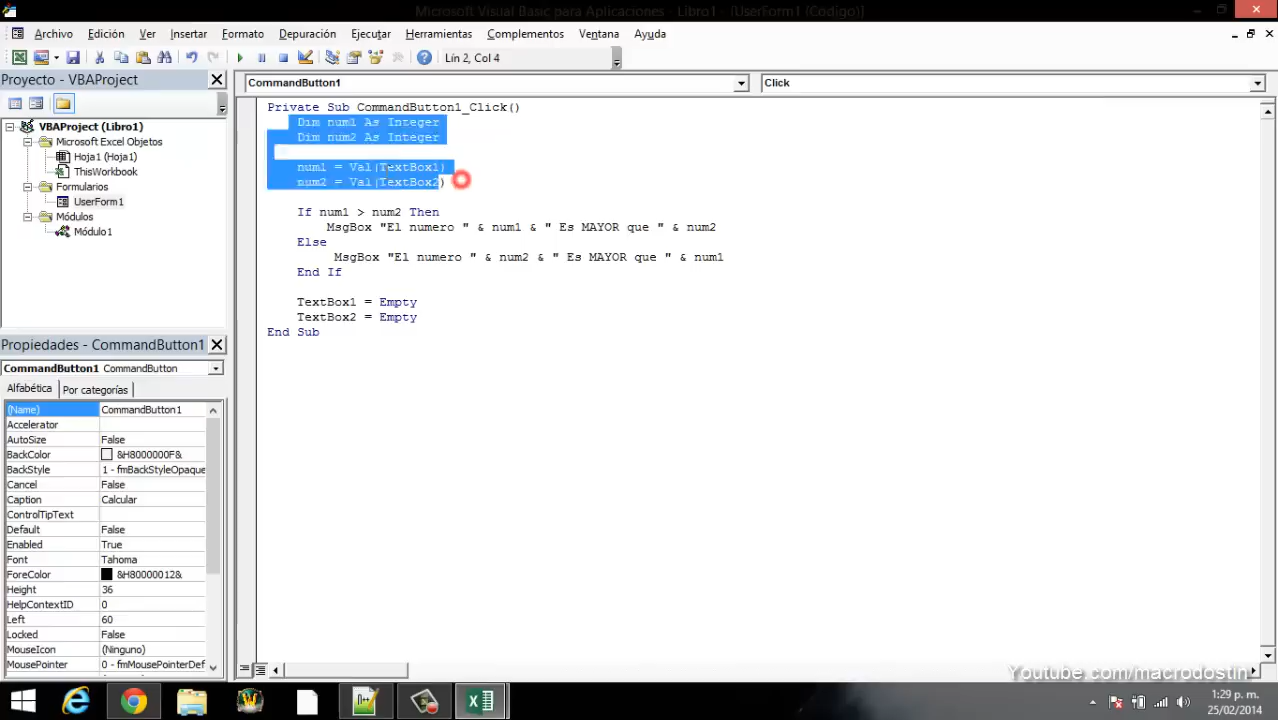 Microsoft Visual Basic para Aplicaciones - Libro1 - [UserForm1 (Código)]
Archivo Edición Ver Insertar Formato Depuración Ejecutar Herramientas Complementos Ventana Ayuda
Lín 2, Col 4
Proyecto - VBAProject
VBAProject (Libro1)
Microsoft Excel Objetos
Hoja1 (Hoja1)
ThisWorkbook
Formularios
UserForm1
Módulos
Módulo1
Propiedades - CommandButton1
CommandButton1 CommandButton
Alfabética Por categorías
(Name) CommandButton1
Accelerator
AutoSize False
BackColor &H8000000F&
BackStyle 1 - fmBackStyleOpaque
Cancel False
Caption Calcular
ControlTipText
Default False
Enabled True
Font Tahoma
ForeColor &H80000012&
Height 36
HelpContextID 0
Left 60
Locked False
MouseIcon (Ninguno)
MousePointer 0 - fmMousePointerDef
CommandButton1 Click
Private Sub CommandButton1_Click()
Dim num1 As Integer
Dim num2 As Integer
num1 = Val(TextBox1)
num2 = Val(TextBox2)
If num1 > num2 Then
MsgBox "El numero " & num1 & " Es MAYOR que " & num2
Else
MsgBox "El numero " & num2 & " Es MAYOR que " & num1
End If
TextBox1 = Empty
TextBox2 = Empty
End Sub
Youtube.com/macrodostin
1:29 p. m.
25/02/2014